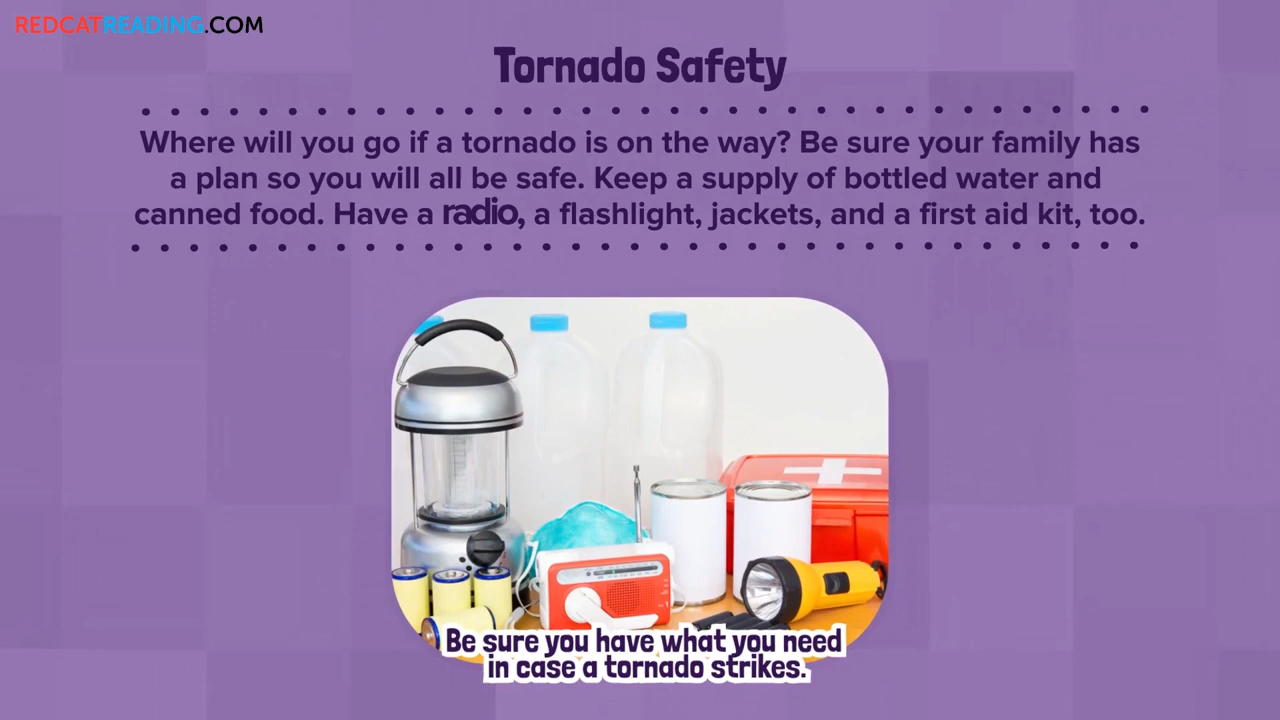 REDCATREADING.COM
Tornado Safety
Where will you go if a tornado is on the way? Be sure your family has
a plan so you will all be safe. Keep a supply of bottled water and
canned food. Have a radio, a flashlight, jackets, and a first aid kit, too.
Be sure you have what you need
in case a tornado strikes.